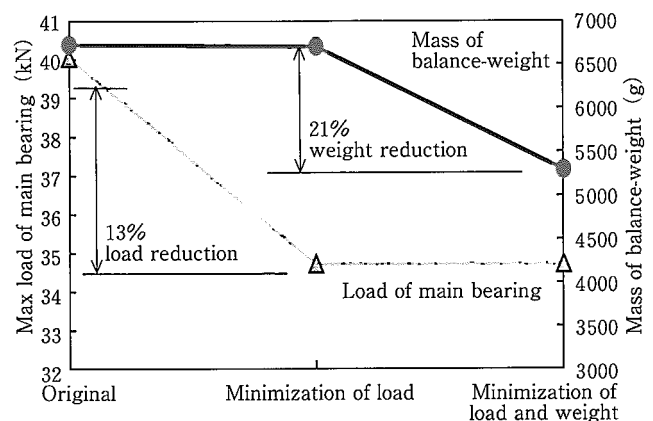 Max load of main bearing (kN)
41
40
39
38
37
36
35
34
33
32
Mass of
balance-weight
21%
weight reduction
13%
load reduction
Load of main bearing
7000
6500
6000
5500
5000
4500
4000
3500
3000
Mass of balance-weight (g)
Original
Minimization of load
Minimization of
load and weight